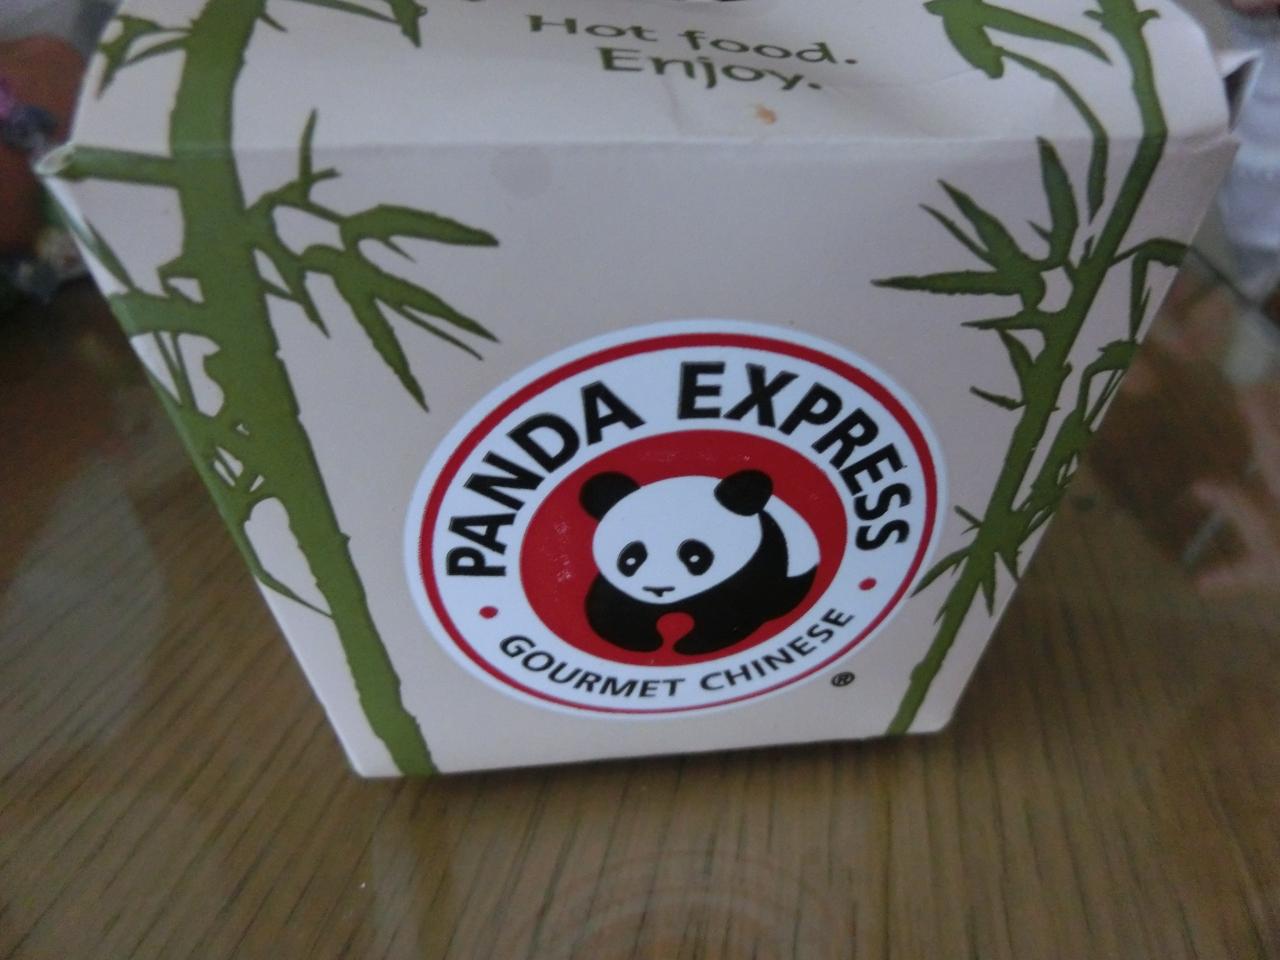 Hot food.
Enjoy.
PANDA EXPRESS
GOURMET CHINESE
®